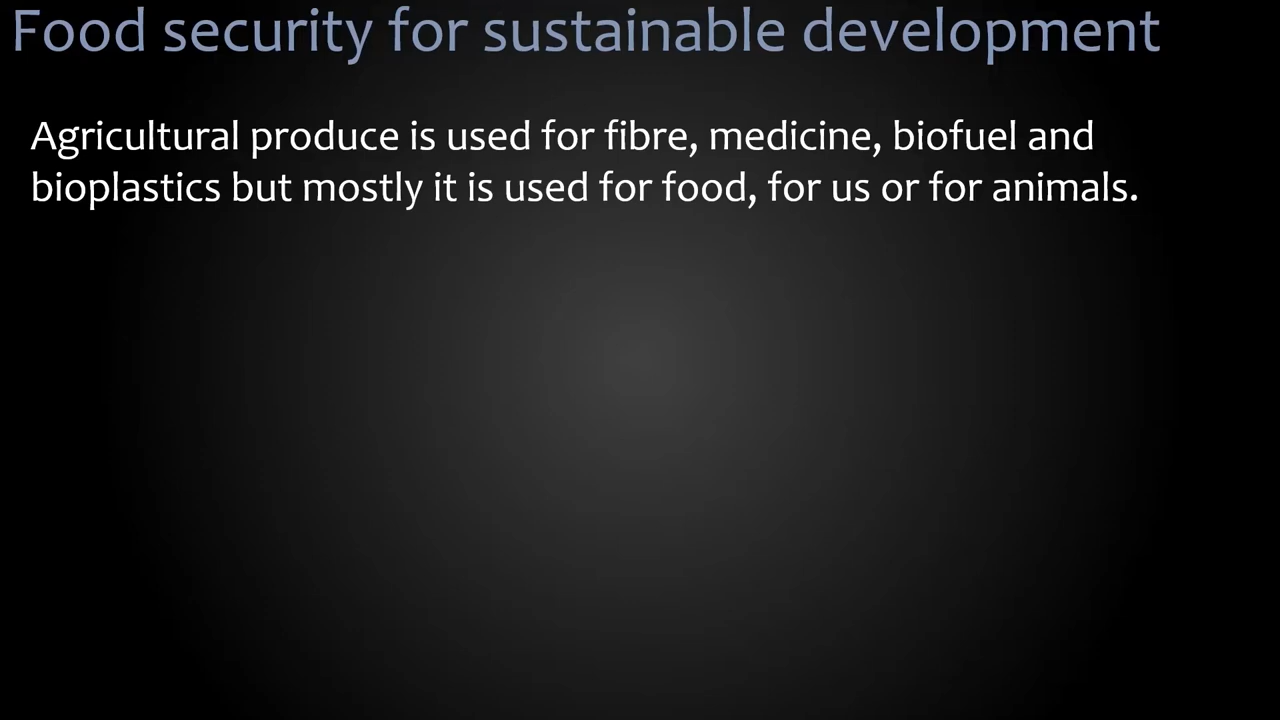 Food security for sustainable development
Agricultural produce is used for fibre, medicine, biofuel and
bioplastics but mostly it is used for food, for us or for animals.